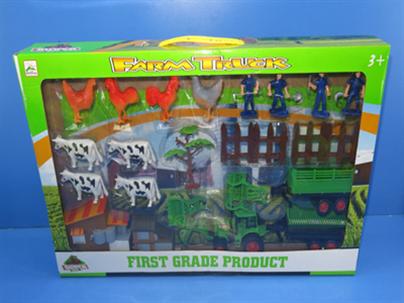 FARM TRUCK
3+
FIRST GRADE PRODUCT